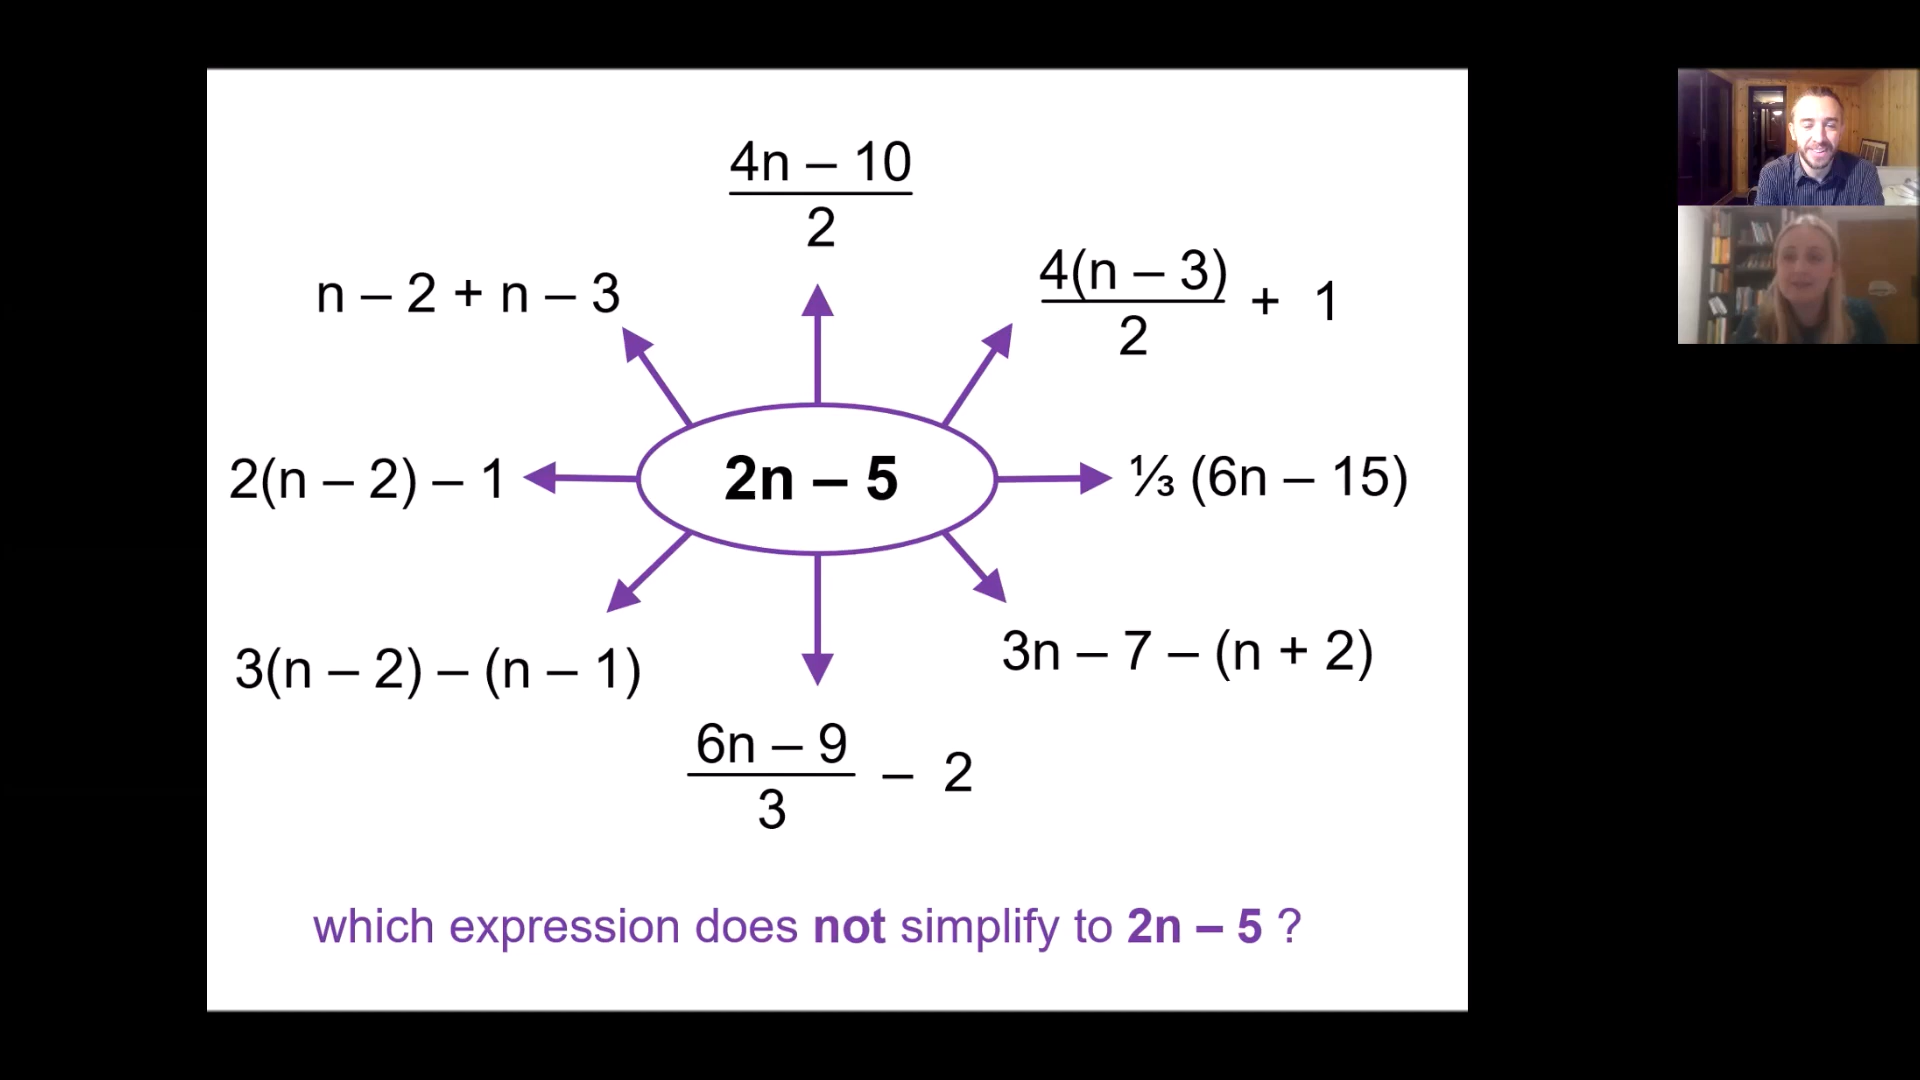 4n – 10
2
4(n – 3)
2
+ 1
n – 2 + n – 3
2(n – 2) – 1
2n – 5
⅓ (6n – 15)
3(n – 2) – (n – 1)
3n – 7 – (n + 2)
6n – 9
3
– 2
which expression does not simplify to 2n – 5 ?